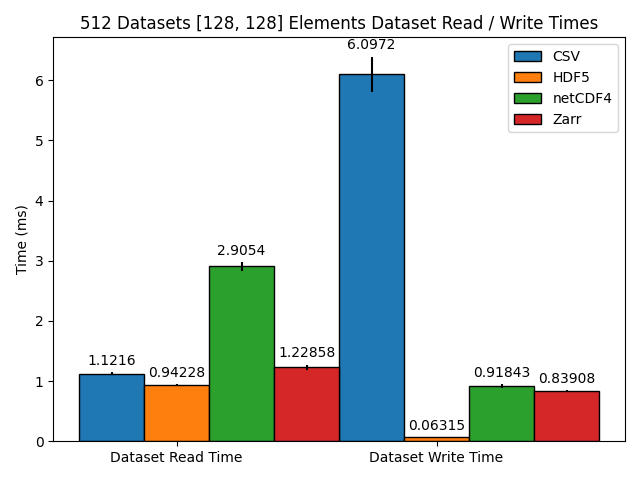 512 Datasets [128, 128] Elements Dataset Read / Write Times
6.0972
CSV
HDF5
netCDF4
Zarr
6
5
4
3
2
1
0
Time (ms)
1.1216
0.94228
2.9054
1.22858
0.06315
0.91843
0.83908
Dataset Read Time
Dataset Write Time